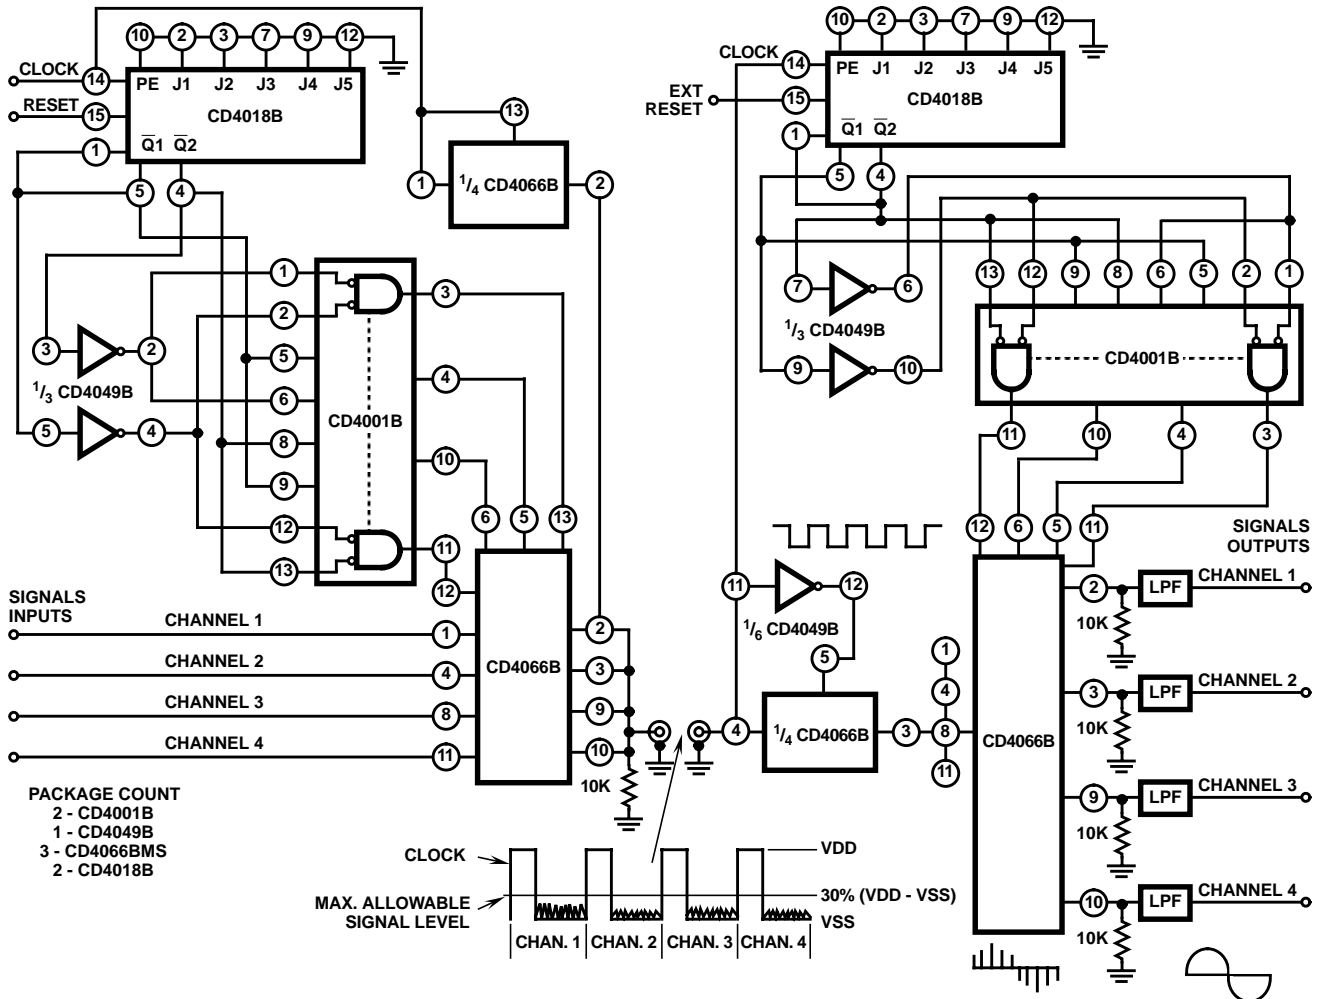 10 2 3 7 9 12
CLOCK 14 PE J1 J2 J3 J4 J5
CD4018B
RESET 15
1 Q̅1 Q̅2
5 4
13
1 1/4 CD4066B 2
1
2
3 2
1/3 CD4049B
5 4
5
6
8
9
12
13
CD4001B
3
4
10
11
6 5 13
12
SIGNALS
INPUTS
CHANNEL 1 1
CHANNEL 2 4
CHANNEL 3 8
CHANNEL 4 11
CD4066B
2
3
9
10
10K
PACKAGE COUNT
2 - CD4001B
1 - CD4049B
3 - CD4066BMS
2 - CD4018B
10 2 3 7 9 12
CLOCK 14 PE J1 J2 J3 J4 J5
CD4018B
EXT
RESET 15
1 Q̅1 Q̅2
5 4
7 6
1/3 CD4049B
9 10
13 12 9 8 6 5 2 1
CD4001B
11 10 4 3
12 6 5 11
11 12
1/6 CD4049B
5
4 1/4 CD4066B 3
1
4
8
11
CD4066B
SIGNALS
OUTPUTS
2 LPF CHANNEL 1
10K
3 LPF CHANNEL 2
10K
9 LPF CHANNEL 3
10K
10 LPF CHANNEL 4
10K
CLOCK
VDD
MAX. ALLOWABLE
SIGNAL LEVEL
30% (VDD - VSS)
VSS
CHAN. 1 CHAN. 2 CHAN. 3 CHAN. 4